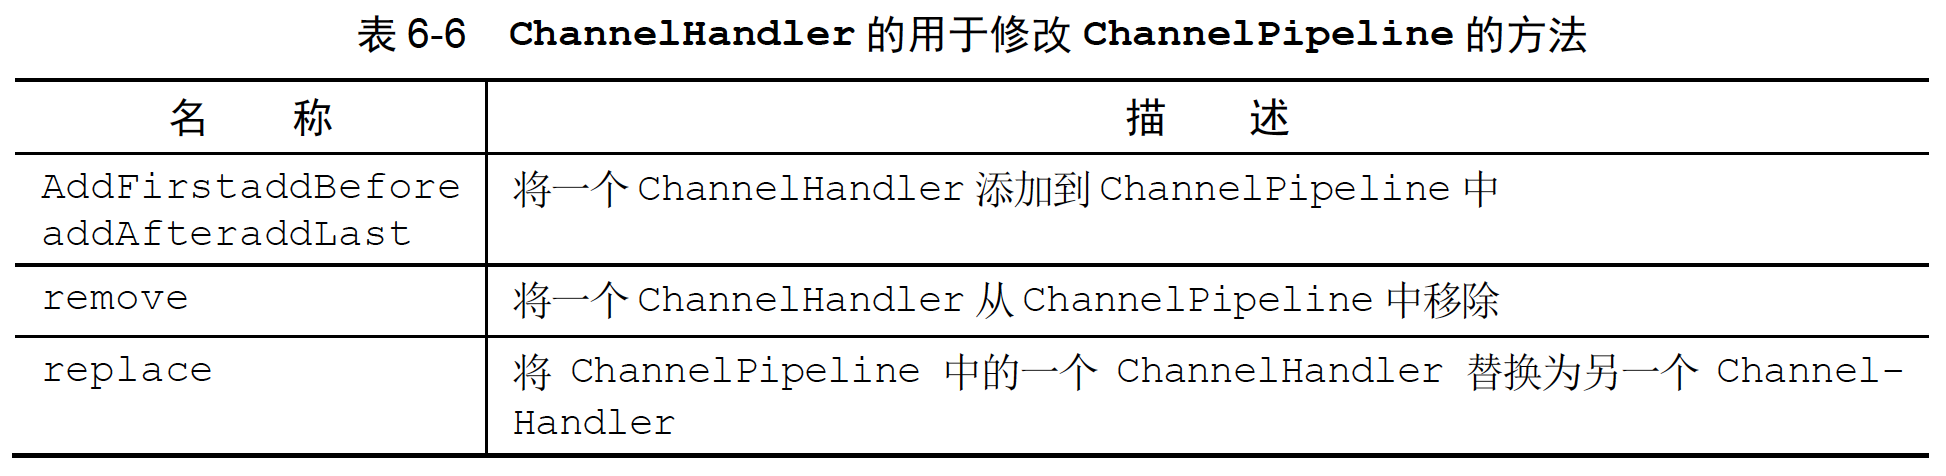 表 6-6 ChannelHandler 的用于修改 ChannelPipeline 的方法
名 称
描 述
AddFirstaddBefore
addAfteraddLast
将一个 ChannelHandler 添加到 ChannelPipeline 中
remove
将一个 ChannelHandler 从 ChannelPipeline 中移除
replace
将 ChannelPipeline 中的一个 ChannelHandler 替换为另一个 Channel-
Handler